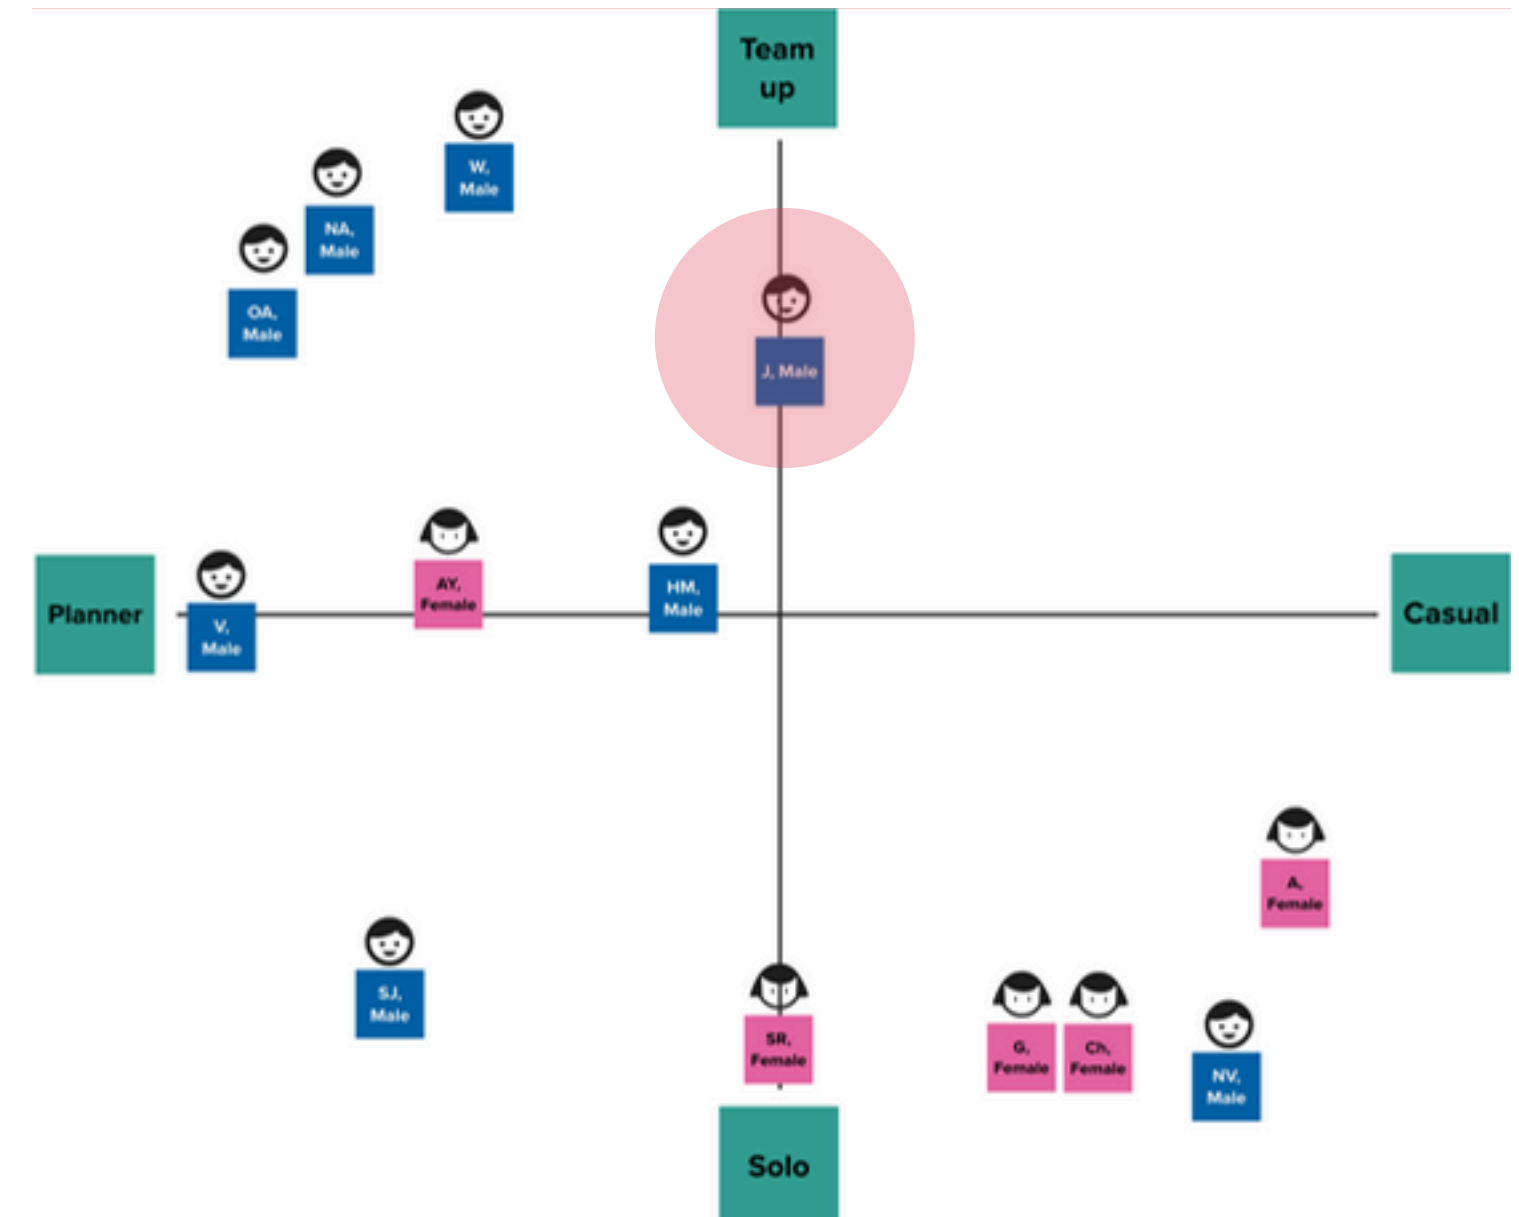 Team
up
W,
Male
NA,
Male
OA,
Male
J, Male
AY,
Female
HM,
Male
Planner
V,
Male
Casual
A,
Female
SJ,
Male
SR,
Female
G,
Female
Ch,
Female
NV,
Male
Solo